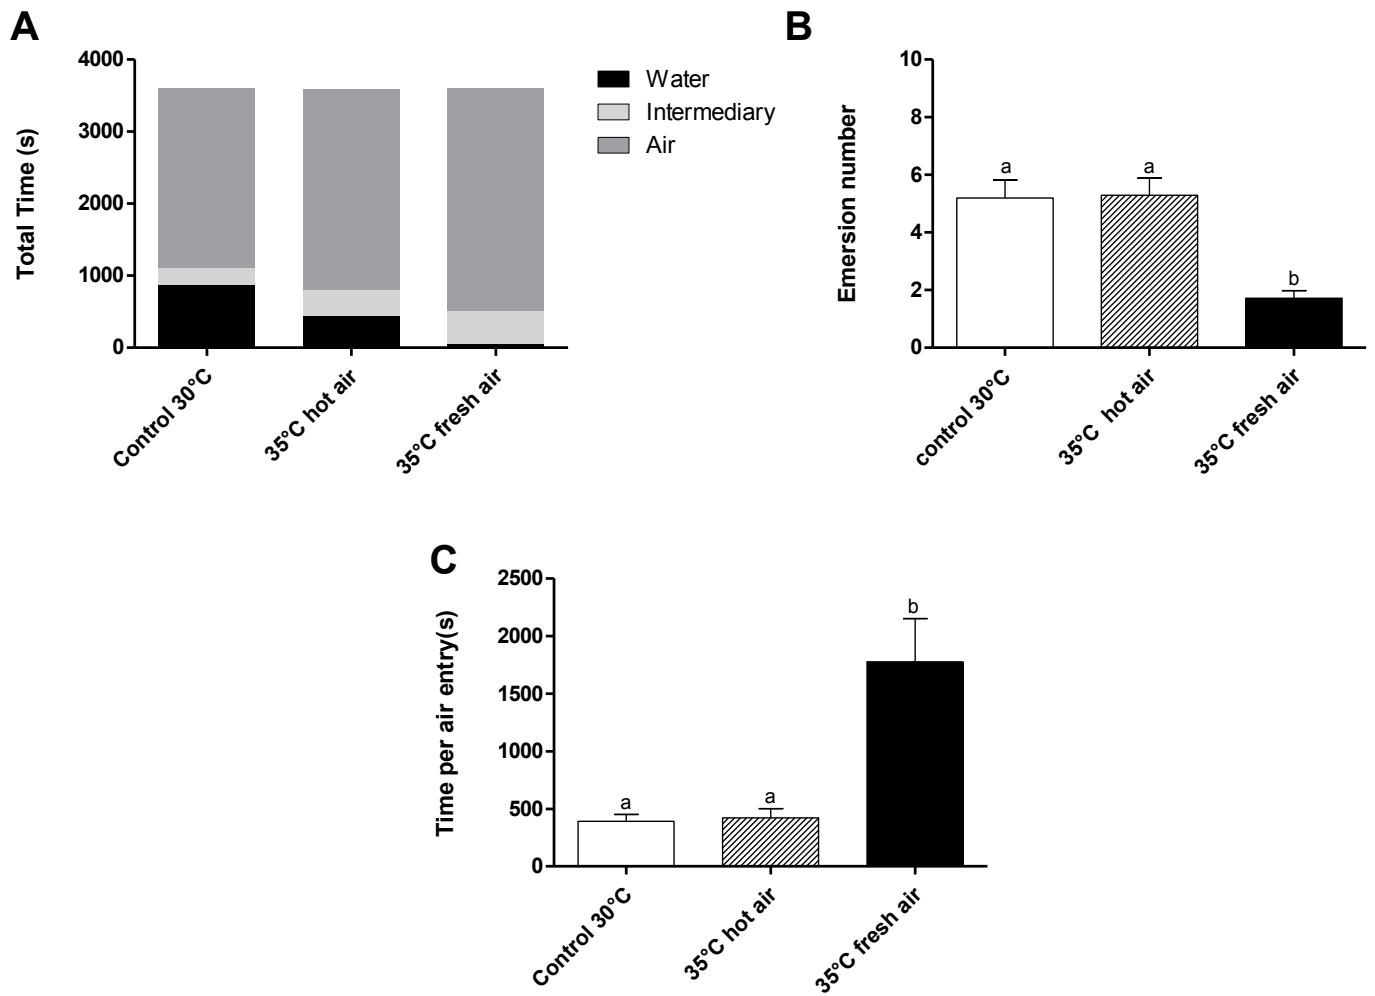 A
Total Time (s)
4000
3000
2000
1000
0
Control 30°C
35°C hot air
35°C fresh air
Water
Intermediary
Air
B
Emersion number
10
8
6
4
2
0
a
a
b
control 30°C
35°C  hot air
35°C fresh air
C
Time per air entry(s)
2500
2000
1500
1000
500
0
a
a
b
Control 30°C
35°C hot air
35°C fresh air